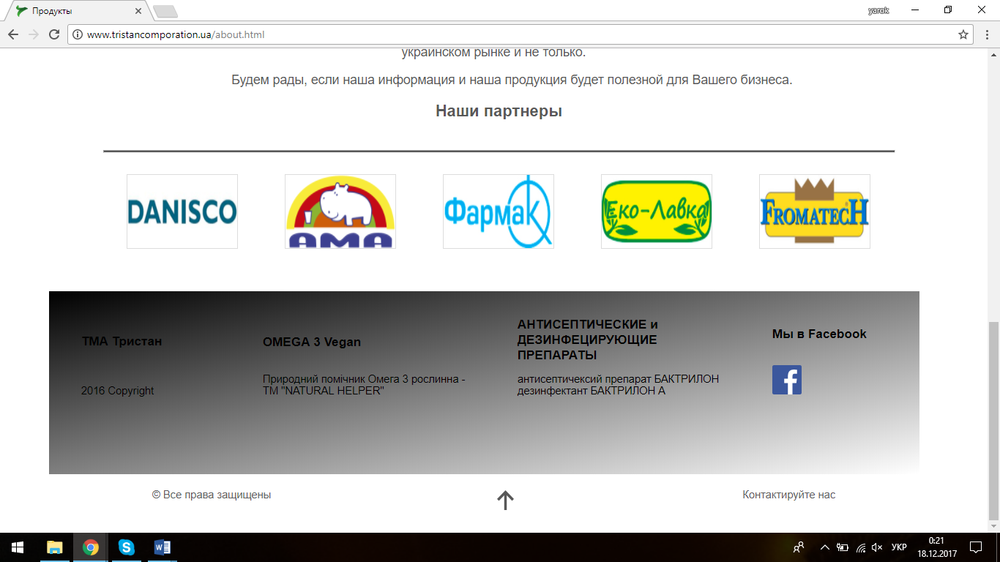 Продукты
yarok
www.tristancomporation.ua/about.html
украинском рынке и не только.
Будем рады, если наша информация и наша продукция будет полезной для Вашего бизнеса.
Наши партнеры
DANISCO
АМА
Фармак
Еко-Лавка
FROMATECH
ТМА Тристан
2016 Copyright
OMEGA 3 Vegan
Природний помічник Омега 3 рослинна -
ТМ "NATURAL HELPER"
АНТИСЕПТИЧЕСКИЕ и
ДЕЗИНФЕЦИРУЮЩИЕ
ПРЕПАРАТЫ
антисептичексий препарат БАКТРИЛОН
дезинфектант БАКТРИЛОН А
Мы в Facebook
© Все права защищены
Контактируйте нас
УКР
0:21
18.12.2017